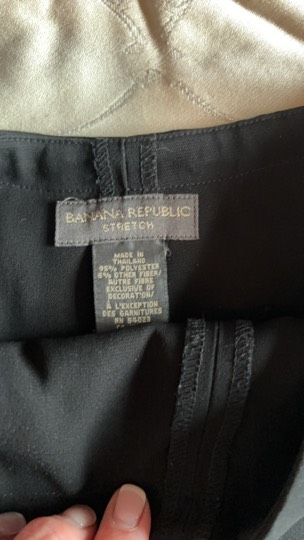 BANANA REPUBLIC
STRETCH
MADE IN
THAILAND
95% POLYESTER
5% OTHER FIBER/
AUTRE FIBRE
EXCLUSIVE OF
DECORATION/
A L'EXCEPTION
DES GARNITURES
RN 54023